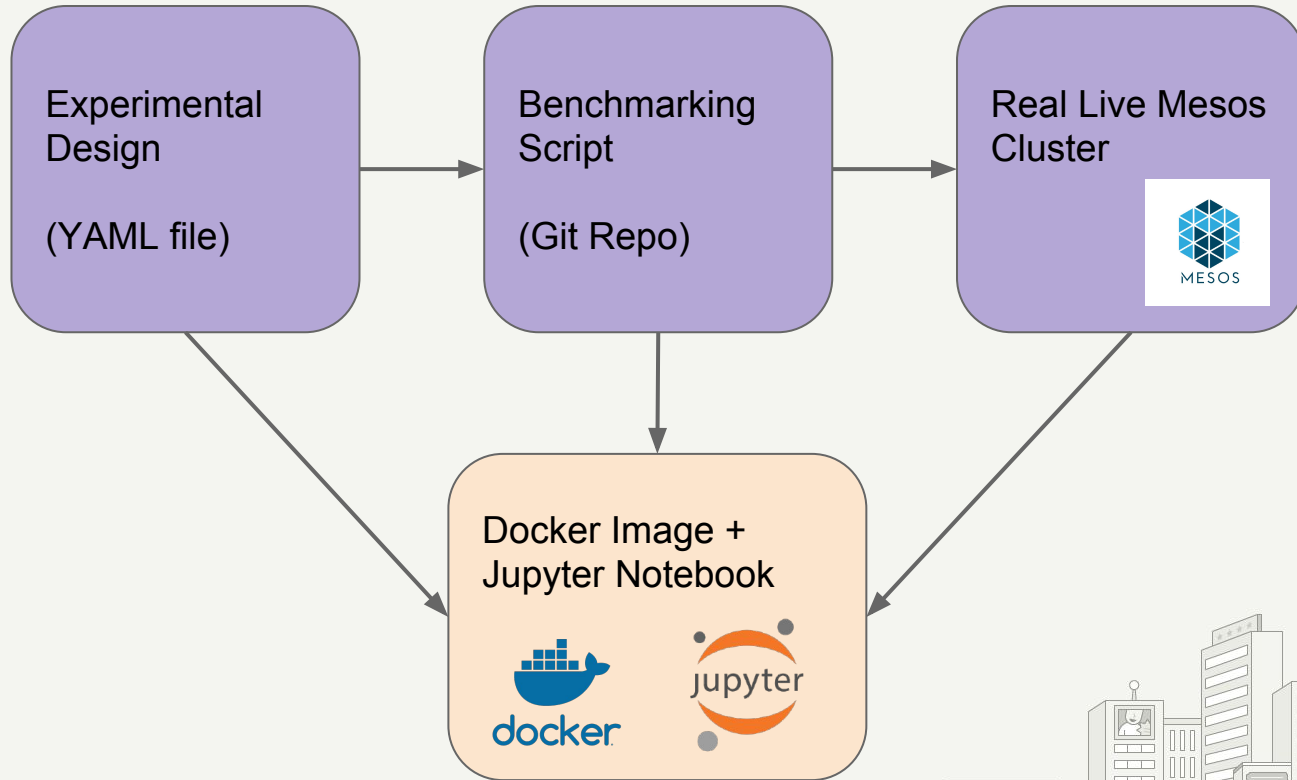 Experimental
Design
(YAML file)
Benchmarking
Script
(Git Repo)
Real Live Mesos
Cluster
MESOS
Docker Image +
Jupyter Notebook
docker
jupyter